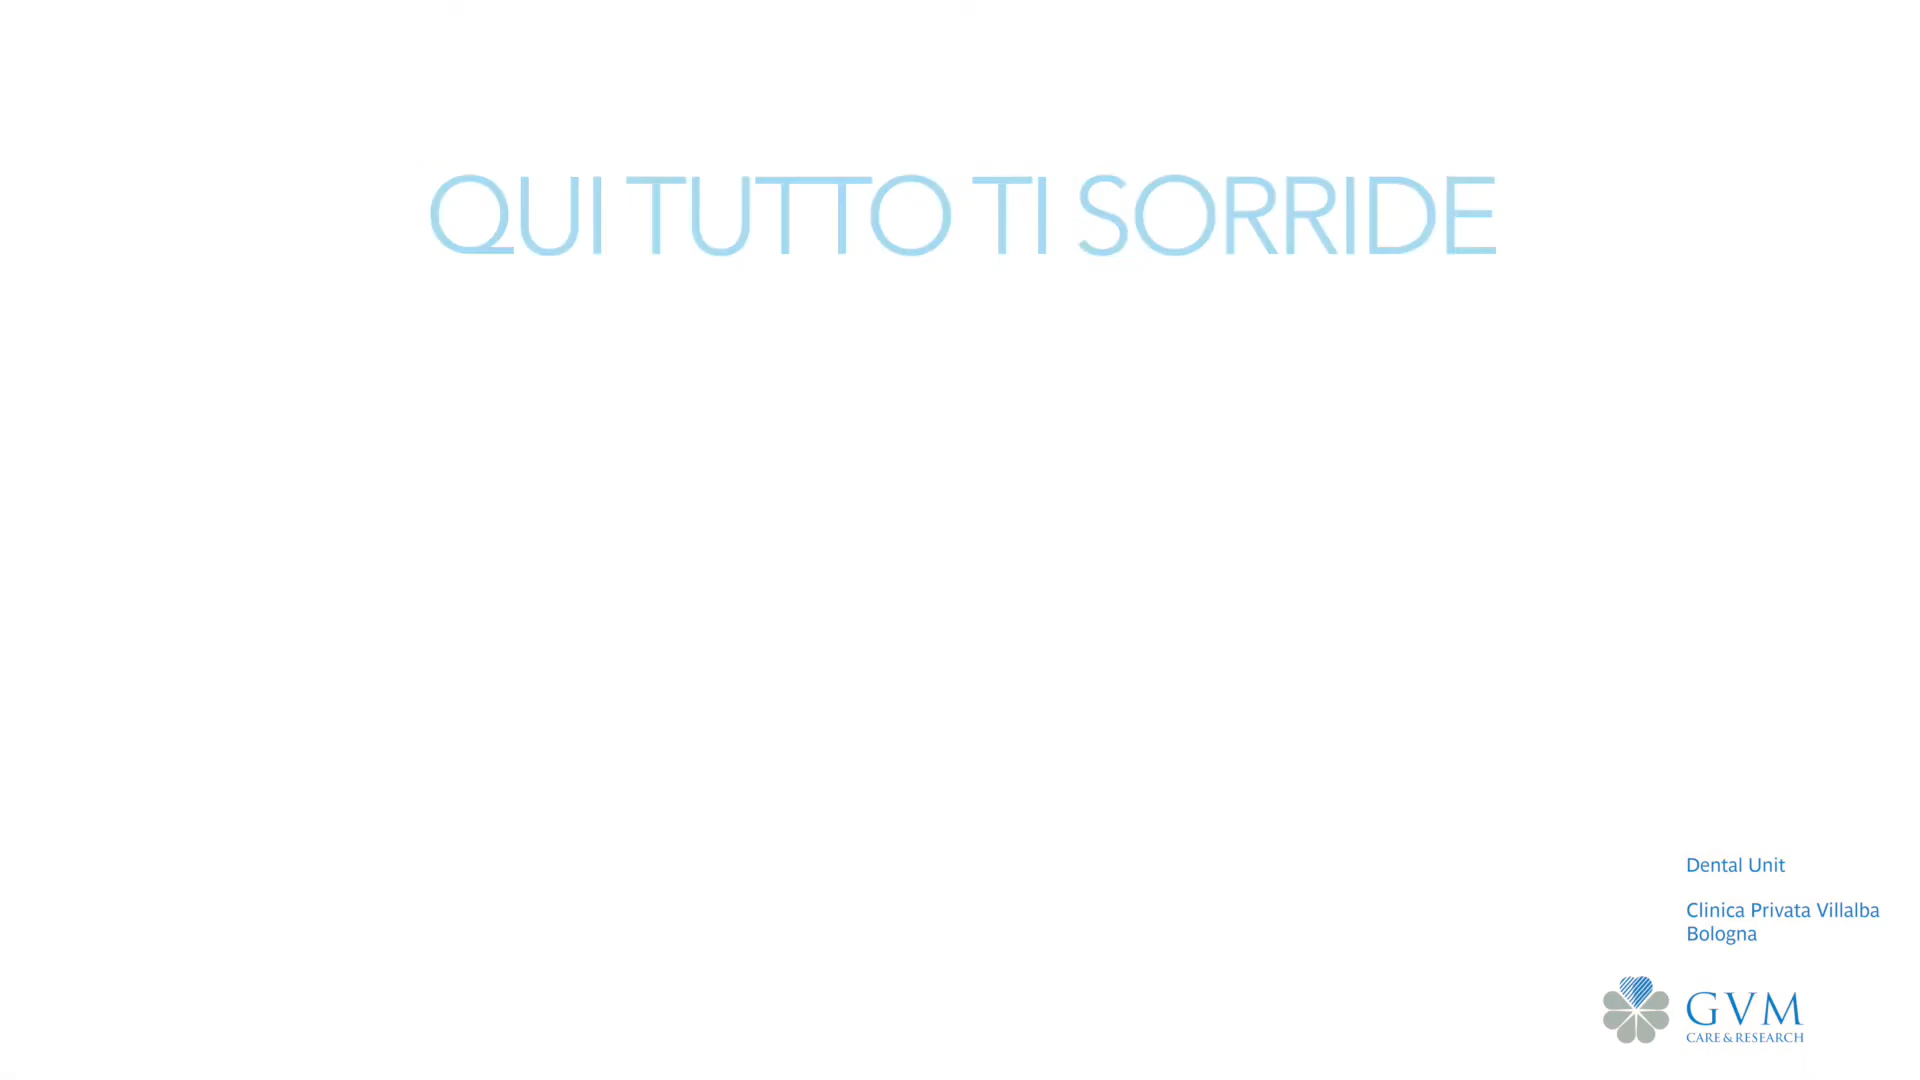 QUI TUTTO TI SORRIDE
Dental Unit
Clinica Privata Villalba
Bologna
GVM
CARE & RESEARCH